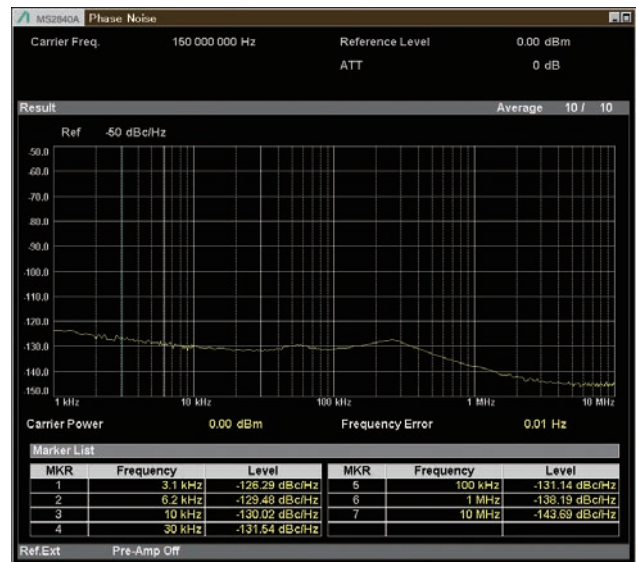 MS2840A Phase Noise
Carrier Freq. 150 000 000 Hz Reference Level 0.00 dBm
ATT 0 dB
Result Average 10 / 10
Ref -50 dBc/Hz
-50.0
-60.0
-70.0
-80.0
-90.0
-100.0
-110.0
-120.0
-130.0
-140.0
-150.0
1 kHz 10 kHz 100 kHz 1 MHz 10 MHz
Carrier Power 0.00 dBm Frequency Error 0.01 Hz
Marker List
MKR Frequency Level MKR Frequency Level
1 3.1 kHz -126.29 dBc/Hz 5 100 kHz -131.14 dBc/Hz
2 6.2 kHz -129.48 dBc/Hz 6 1 MHz -138.19 dBc/Hz
3 10 kHz -130.02 dBc/Hz 7 10 MHz -143.69 dBc/Hz
4 30 kHz -131.54 dBc/Hz
Ref.Ext Pre-Amp Off